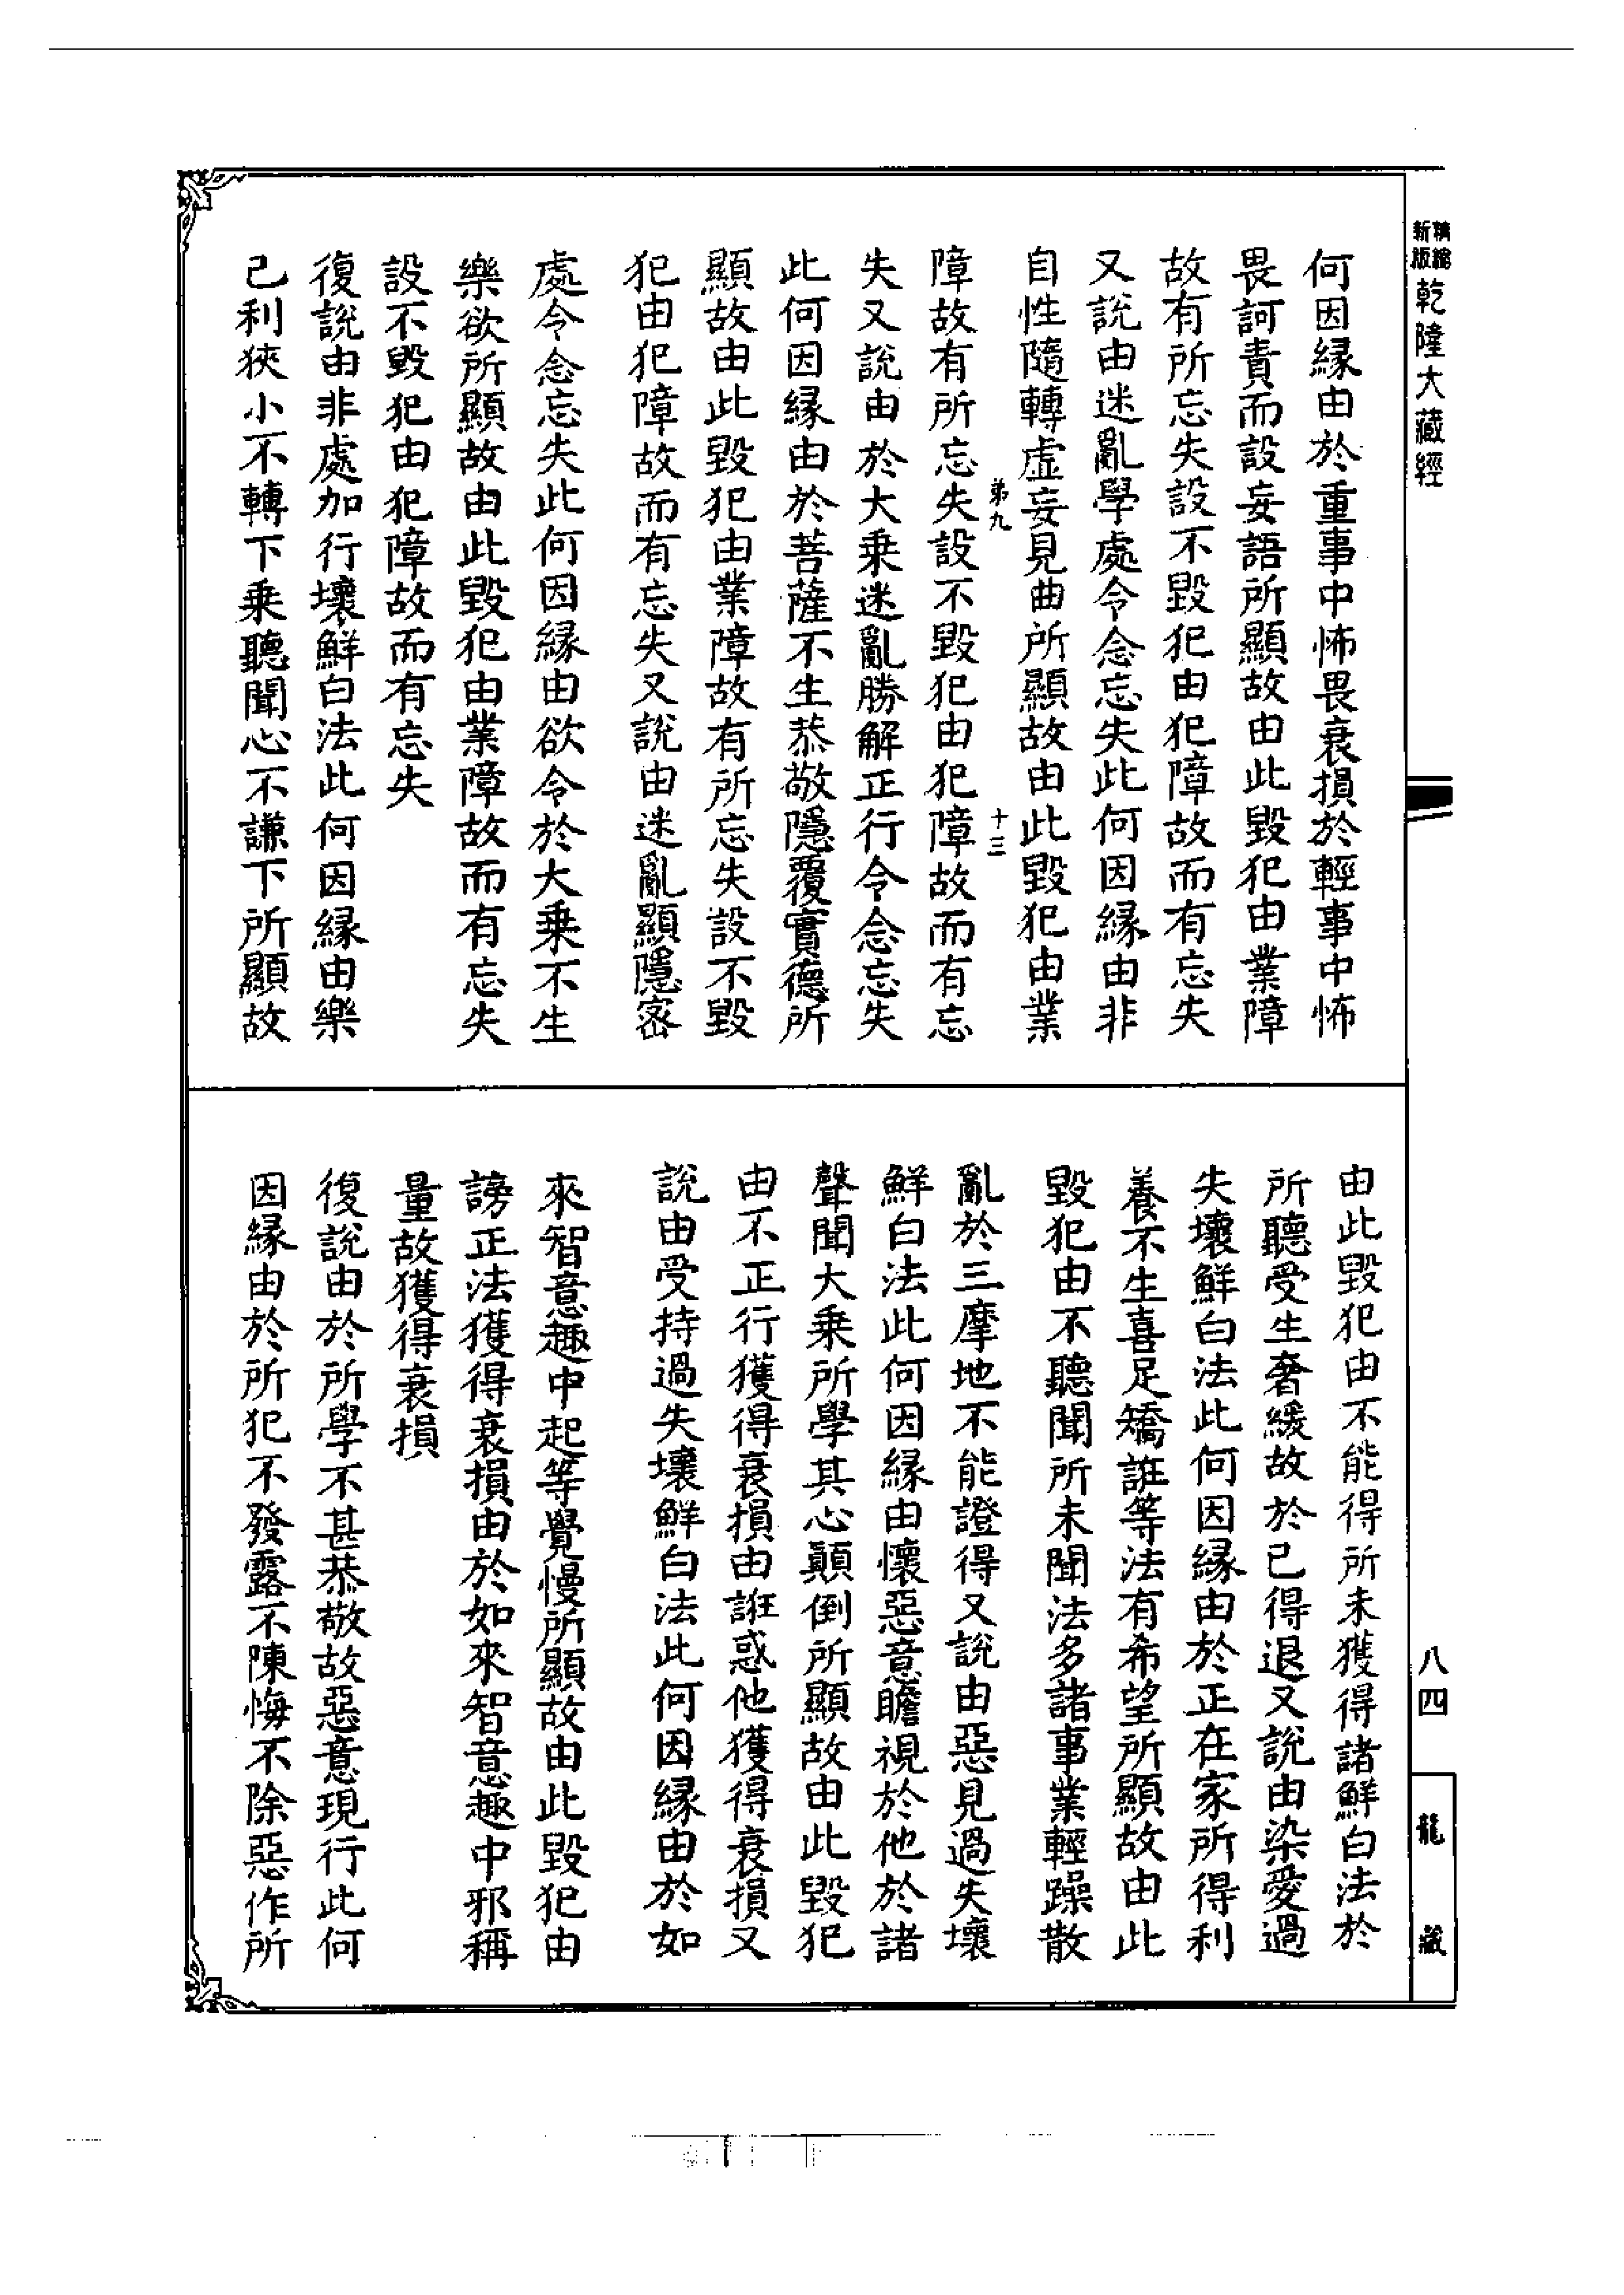 精縮
新版
乾隆大藏經
何因緣由於重事中怖畏衰損於輕事中怖
畏訶責而設妄語所顯故由此毀犯由業障
故有所忘失設不毀犯由犯障故而有忘失
又說由迷亂學處令念忘失此何因緣由非
自性隨轉虛妄見曲所顯故由此毀犯由業
第九
十三
障故有所忘失設不毀犯由犯障故而有忘
失又說由於大乘迷亂勝解正行令念忘失
此何因緣由於菩薩不生恭敬隱覆實德所
顯故由此毀犯由業障故有所忘失設不毀
犯由犯障故而有忘失又說由迷亂顯隱密
處令念忘失此何因緣由欲令於大乘不生
樂欲所顯故由此毀犯由業障故而有忘失
設不毀犯由犯障故而有忘失
復說由非處加行壞鮮白法此何因緣由樂
己利狹小不轉下乘聽聞心不謙下所顯故
由此毀犯由不能得所未獲得諸鮮白法於
所聽受生奢緩故於已得退又說由染愛過
失壞鮮白法此何因緣由於正在家所得利
養不生喜足矯誑等法有希望所顯故由此
毀犯由不聽聞所未聞法多諸事業輕躁散
亂於三摩地不能證得又說由惡見過失壞
鮮白法此何因緣由懷惡意瞻視於他於諸
聲聞大乘所學其心顛倒所顯故由此毀犯
由不正行獲得衰損由誑惑他獲得衰損又
說由受持過失壞鮮白法此何因緣由於如
來智意趣中起等覺慢所顯故由此毀犯由
謗正法獲得衰損由於如來智意趣中邪稱
量故獲得衰損
復說由於所學不甚恭敬故惡意現行此何
因緣由於所犯不發露不陳悔不除惡作所
八四
龍藏